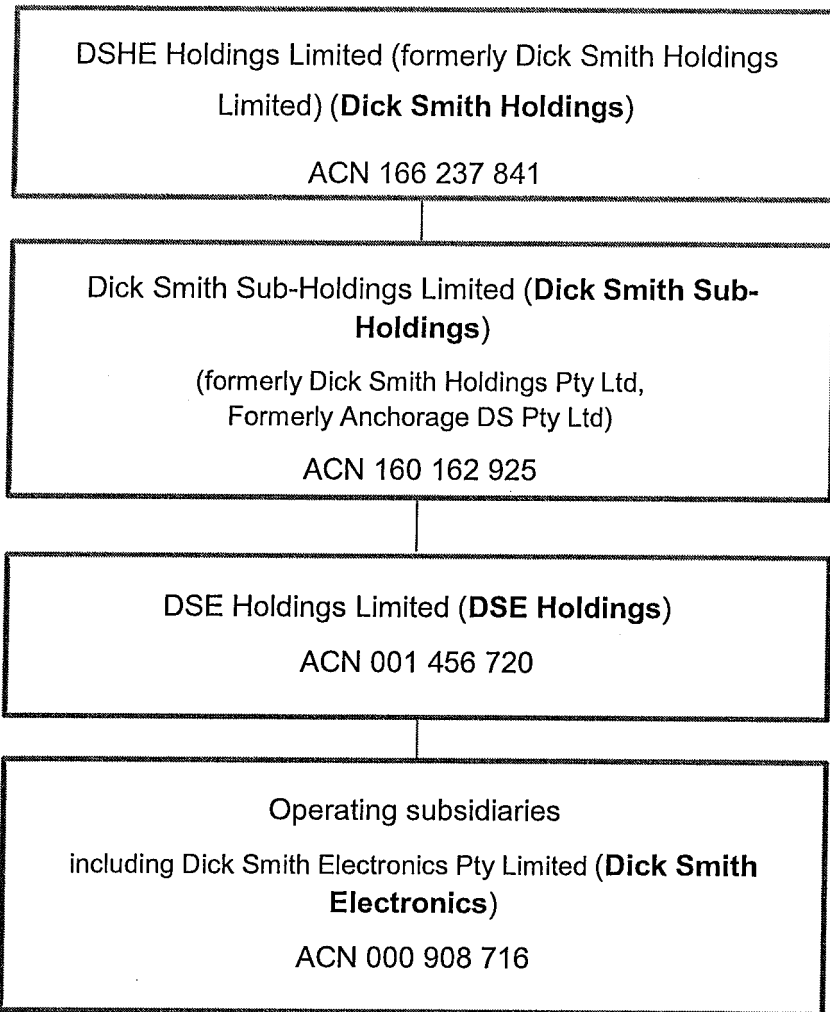 DSHE Holdings Limited (formerly Dick Smith Holdings
Limited) (Dick Smith Holdings)
ACN 166 237 841
Dick Smith Sub-Holdings Limited (Dick Smith Sub-
Holdings)
(formerly Dick Smith Holdings Pty Ltd,
Formerly Anchorage DS Pty Ltd)
ACN 160 162 925
DSE Holdings Limited (DSE Holdings)
ACN 001 456 720
Operating subsidiaries
including Dick Smith Electronics Pty Limited (Dick Smith
Electronics)
ACN 000 908 716